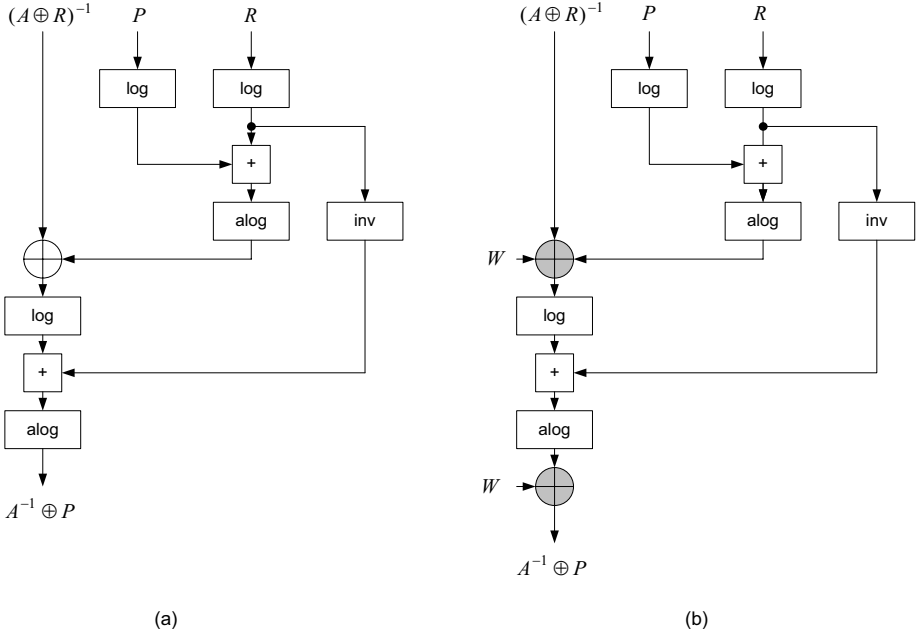 (A ⊕ R)⁻¹ P R
log log
+
alog inv
log
+
alog
A⁻¹ ⊕ P
(a)
(A ⊕ R)⁻¹ P R
log log
+
alog inv
W
log
+
alog
W
A⁻¹ ⊕ P
(b)